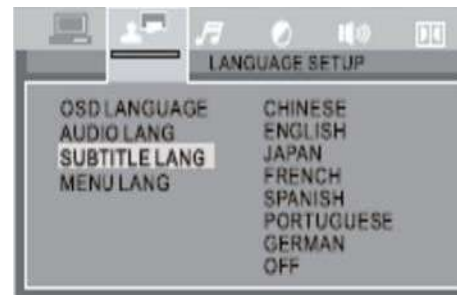 LANGUAGE SETUP
OSD LANGUAGE
AUDIO LANG
SUBTITLE LANG
MENU LANG
CHINESE
ENGLISH
JAPAN
FRENCH
SPANISH
PORTUGUESE
GERMAN
OFF